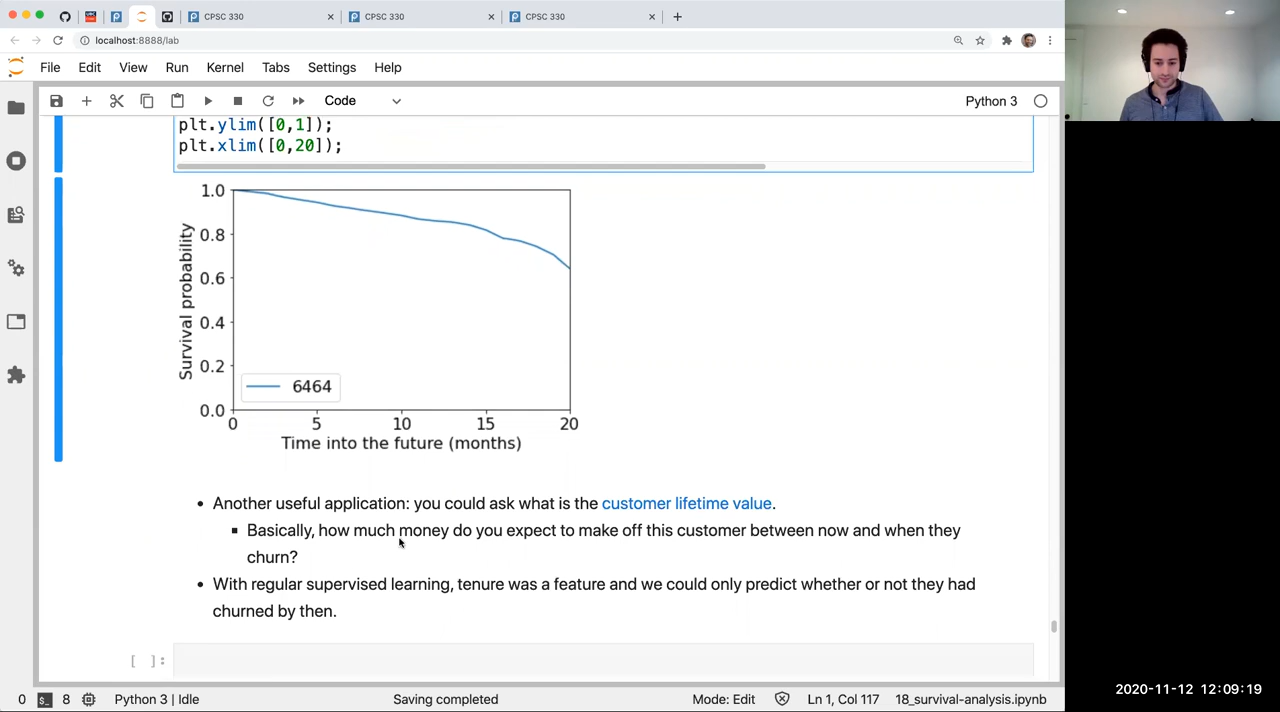 CPSC 330
CPSC 330
CPSC 330
localhost:8888/lab
File Edit View Run Kernel Tabs Settings Help
Code
Python 3
plt.ylim([0,1]);
plt.xlim([0,20]);
1.0
0.8
0.6
0.4
0.2
0.0
Survival probability
6464
0 5 10 15 20
Time into the future (months)
• Another useful application: you could ask what is the customer lifetime value.
▪ Basically, how much money do you expect to make off this customer between now and when they
churn?
• With regular supervised learning, tenure was a feature and we could only predict whether or not they had
churned by then.
[ ]:
0 8 Python 3 | Idle Saving completed Mode: Edit Ln 1, Col 117 18_survival-analysis.ipynb
2020-11-12 12:09:19